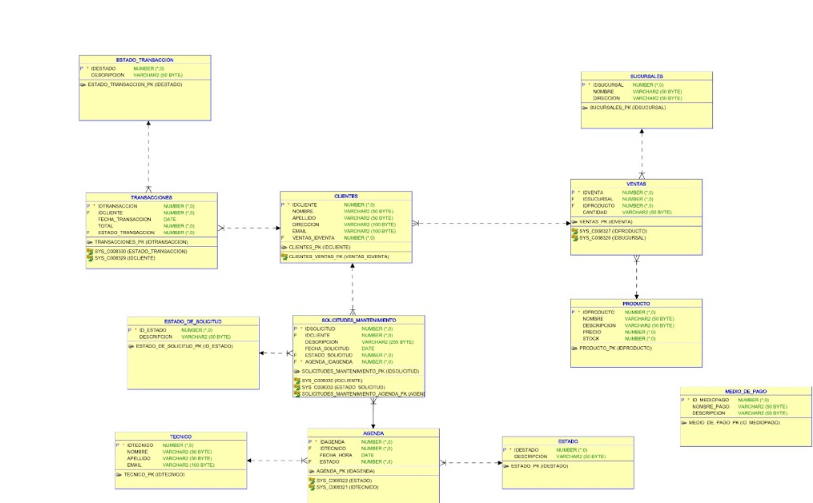 ESTADO_TRANSACCION
P * IDESTADO NUMBER (*,0)
DESCRIPCION VARCHAR2 (50 BYTE)
ESTADO_TRANSACCION_PK (IDESTADO)
SUCURSALES
P * IDSUCURSAL NUMBER (*,0)
NOMBRE VARCHAR2 (50 BYTE)
DIRECCION VARCHAR2 (50 BYTE)
SUCURSALES_PK (IDSUCURSAL)
TRANSACCIONES
P * IDTRANSACCION NUMBER (*,0)
F IDCLIENTE NUMBER (*,0)
FECHA_TRANSACCION DATE
TOTAL NUMBER (*,0)
F ESTADO_TRANSACCION NUMBER (*,0)
TRANSACCIONES_PK (IDTRANSACCION)
(ESTADO_TRANSACCION)
(IDCLIENTE)
CLIENTES
P * IDCLIENTE NUMBER (*,0)
NOMBRE VARCHAR2 (50 BYTE)
APELLIDO VARCHAR2 (50 BYTE)
DIRECCION VARCHAR2 (100 BYTE)
EMAIL VARCHAR2 (100 BYTE)
F VENTAS_IDVENTA NUMBER (*,0)
CLIENTES_PK (IDCLIENTE)
CLIENTES_VENTAS_PK (VENTAS_IDVENTA)
VENTAS
P * IDVENTA NUMBER (*,0)
F IDSUCURSAL NUMBER (*,0)
F IDPRODUCTO NUMBER (*,0)
CANTIDAD VARCHAR2 (50 BYTE)
VENTAS_PK (IDVENTA)
(IDPRODUCTO)
(IDSUCURSAL)
ESTADO_DE_SOLICITUD
P * ID_ESTADO NUMBER (*,0)
DESCRIPCION VARCHAR2 (50 BYTE)
ESTADO_DE_SOLICITUD_PK (ID_ESTADO)
SOLICITUDES_MANTENIMIENTO
P * IDSOLICITUD NUMBER (*,0)
F IDCLIENTE NUMBER (*,0)
DESCRIPCION VARCHAR2 (255 BYTE)
FECHA_SOLICITUD DATE
F ESTADO_SOLICITUD NUMBER (*,0)
F * AGENDA_IDAGENDA NUMBER (*,0)
SOLICITUDES_MANTENIMIENTO_PK (IDSOLICITUD)
(IDCLIENTE)
(ESTADO_SOLICITUD)
SOLICITUDES_MANTENIMIENTO_AGENDA_PK (AGEN
PRODUCTO
P * IDPRODUCTO NUMBER (*,0)
NOMBRE VARCHAR2 (50 BYTE)
DESCRIPCION VARCHAR2 (50 BYTE)
PRECIO NUMBER (*,0)
STOCK NUMBER (*,0)
PRODUCTO_PK (IDPRODUCTO)
MEDIO_DE_PAGO
P * ID_MEDIOPAGO NUMBER (*,0)
NOMBRE_PAGO VARCHAR2 (50 BYTE)
DESCRIPCION VARCHAR2 (50 BYTE)
MEDIO_DE_PAGO_PK (ID_MEDIOPAGO)
TECNICO
P * IDTECNICO NUMBER (*,0)
NOMBRE VARCHAR2 (50 BYTE)
APELLIDO VARCHAR2 (50 BYTE)
EMAIL VARCHAR2 (100 BYTE)
TECNICO_PK (IDTECNICO)
AGENDA
P * IDAGENDA NUMBER (*,0)
F IDTECNICO NUMBER (*,0)
FECHA_HORA DATE
F ESTADO NUMBER (*,0)
AGENDA_PK (IDAGENDA)
(IDESTADO)
(IDTECNICO)
ESTADO
P * IDESTADO NUMBER (*,0)
DESCRIPCION VARCHAR2 (50 BYTE)
ESTADO_PK (IDESTADO)